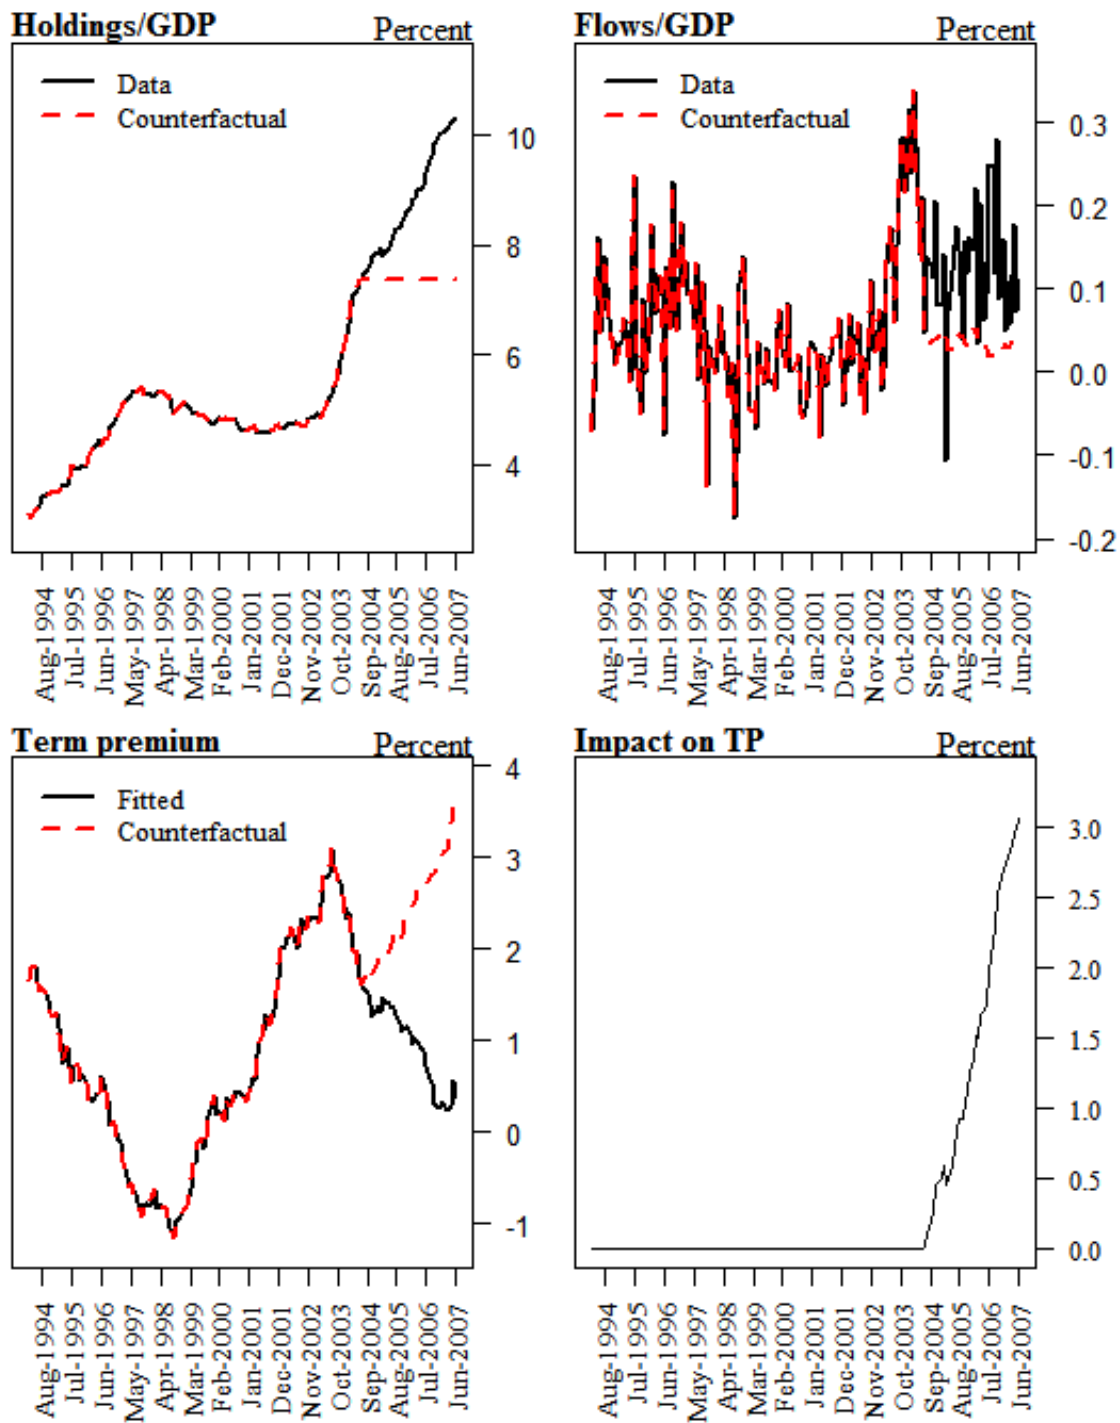 Holdings/GDP Percent
Data
Counterfactual
10
8
6
4
Aug-1994
Jul-1995
Jun-1996
May-1997
Apr-1998
Mar-1999
Feb-2000
Jan-2001
Dec-2001
Nov-2002
Oct-2003
Sep-2004
Aug-2005
Jul-2006
Jun-2007
Flows/GDP Percent
Data
Counterfactual
0.3
0.2
0.1
0.0
-0.1
-0.2
Aug-1994
Jul-1995
Jun-1996
May-1997
Apr-1998
Mar-1999
Feb-2000
Jan-2001
Dec-2001
Nov-2002
Oct-2003
Sep-2004
Aug-2005
Jul-2006
Jun-2007
Term premium Percent
Fitted
Counterfactual
4
3
2
1
0
-1
Aug-1994
Jul-1995
Jun-1996
May-1997
Apr-1998
Mar-1999
Feb-2000
Jan-2001
Dec-2001
Nov-2002
Oct-2003
Sep-2004
Aug-2005
Jul-2006
Jun-2007
Impact on TP Percent
3.0
2.5
2.0
1.5
1.0
0.5
0.0
Aug-1994
Jul-1995
Jun-1996
May-1997
Apr-1998
Mar-1999
Feb-2000
Jan-2001
Dec-2001
Nov-2002
Oct-2003
Sep-2004
Aug-2005
Jul-2006
Jun-2007